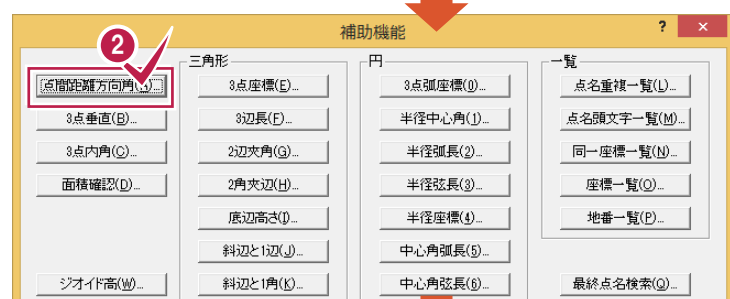 補助機能
?
×
2
三角形
円
一覧
点間距離方向角(A)...
3点座標(E)...
3点弧座標(0)...
点名重複一覧(L)...
3点垂直(B)...
3辺長(F)...
半径中心角(1)...
点名頭文字一覧(M)...
3点内角(C)...
2辺夾角(G)...
半径弧長(2)...
同一座標一覧(N)...
面積確認(D)...
2角夾辺(H)...
半径弦長(3)...
座標一覧(O)...
底辺高さ(I)...
半径座標(4)...
地番一覧(P)...
斜辺と1辺(J)...
中心角弧長(5)...
ジオイド高(W)...
斜辺と1角(K)...
中心角弦長(6)...
最終点名検索(Q)...